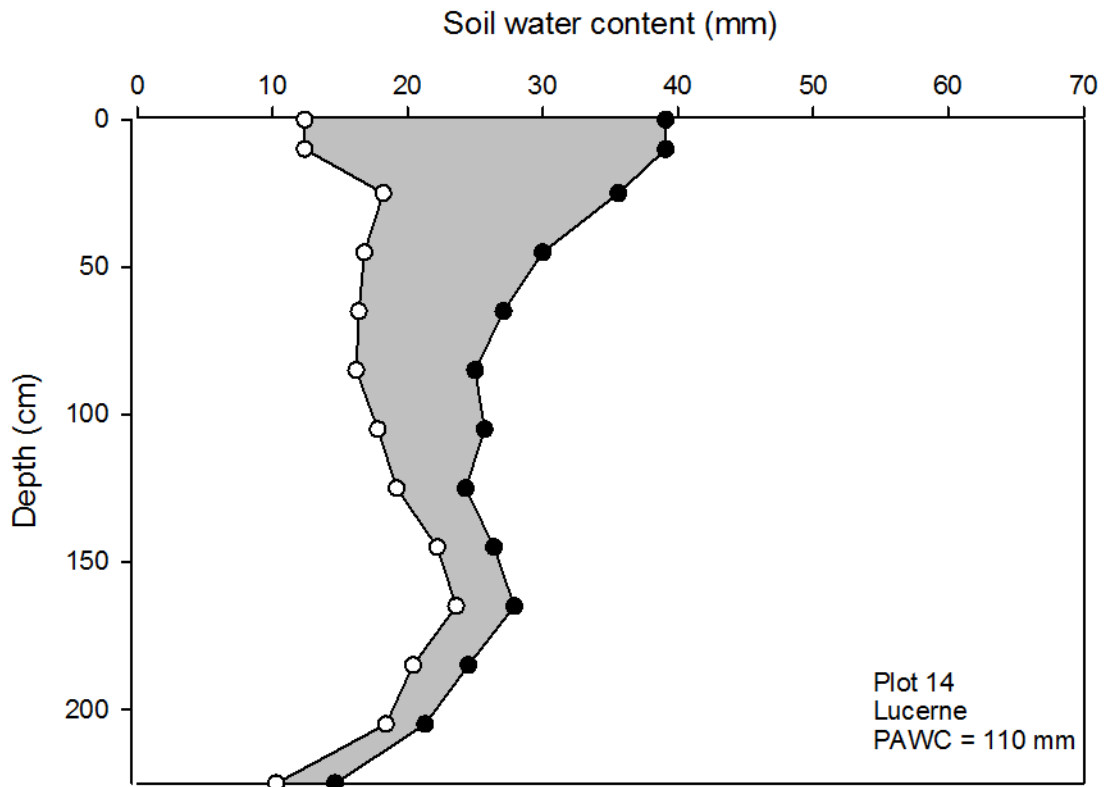 Soil water content (mm)
0 10 20 30 40 50 60 70
0
50
100
150
200
Depth (cm)
Plot 14
Lucerne
PAWC = 110 mm